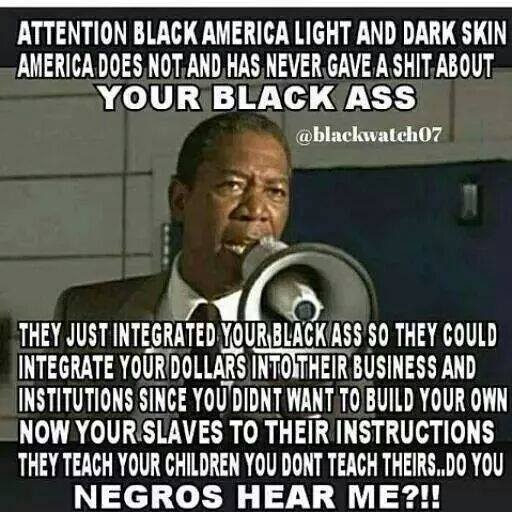 ATTENTION BLACK AMERICA LIGHT AND DARK SKIN
AMERICA DOES NOT AND HAS NEVER GAVE A SHIT ABOUT
YOUR BLACK ASS
@blackwatch07
THEY JUST INTEGRATED YOUR BLACK ASS SO THEY COULD
INTEGRATE YOUR DOLLARS INTO THEIR BUSINESS AND
INSTITUTIONS SINCE YOU DIDNT WANT TO BUILD YOUR OWN
NOW YOUR SLAVES TO THEIR INSTRUCTIONS
THEY TEACH YOUR CHILDREN YOU DONT TEACH THEIRS..DO YOU
NEGROS HEAR ME?!!